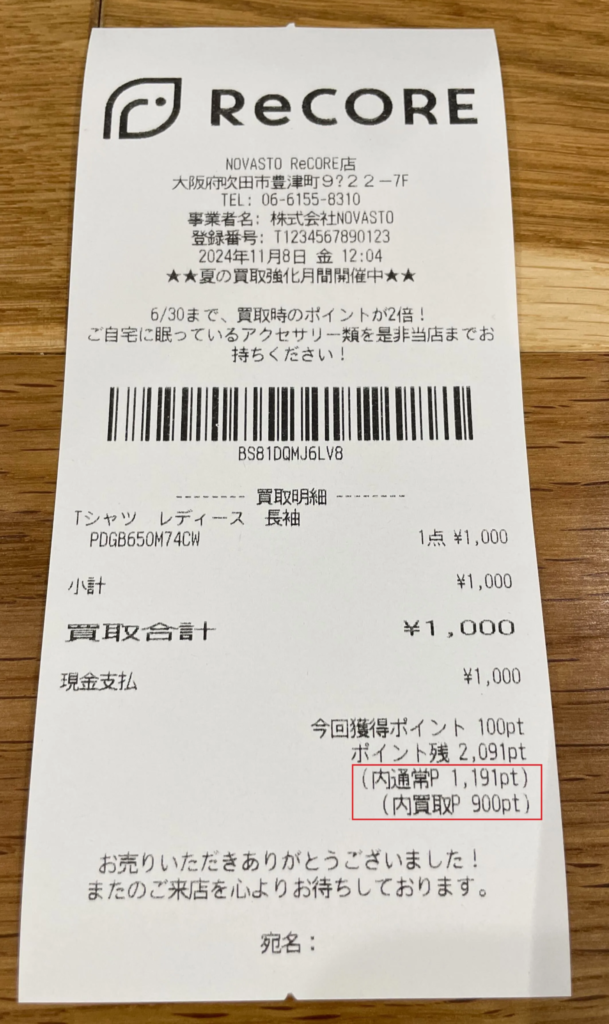 ReCORE
NOVASTO ReCORE店
大阪府吹田市豊津町9?22－7F
TEL: 06-6155-8310
事業者名: 株式会社NOVASTO
登録番号: T1234567890123
2024年11月8日 金 12:04
★★夏の買取強化月間開催中★★
6/30まで、買取時のポイントが2倍！
ご自宅に眠っているアクセサリー類を是非当店までお
持ちください！
BS81DQMJ6LV8
-------- 買取明細 --------
Tシャツ　レディース　長袖
PDGB650M74CW 1点 ¥1,000
小計 ¥1,000
買取合計 ¥1,000
現金支払 ¥1,000
今回獲得ポイント 100pt
ポイント残 2,091pt
(内通常P 1,191pt)
(内買取P 900pt)
お売りいただきありがとうございました！
またのご来店を心よりお待ちしております。
宛名：